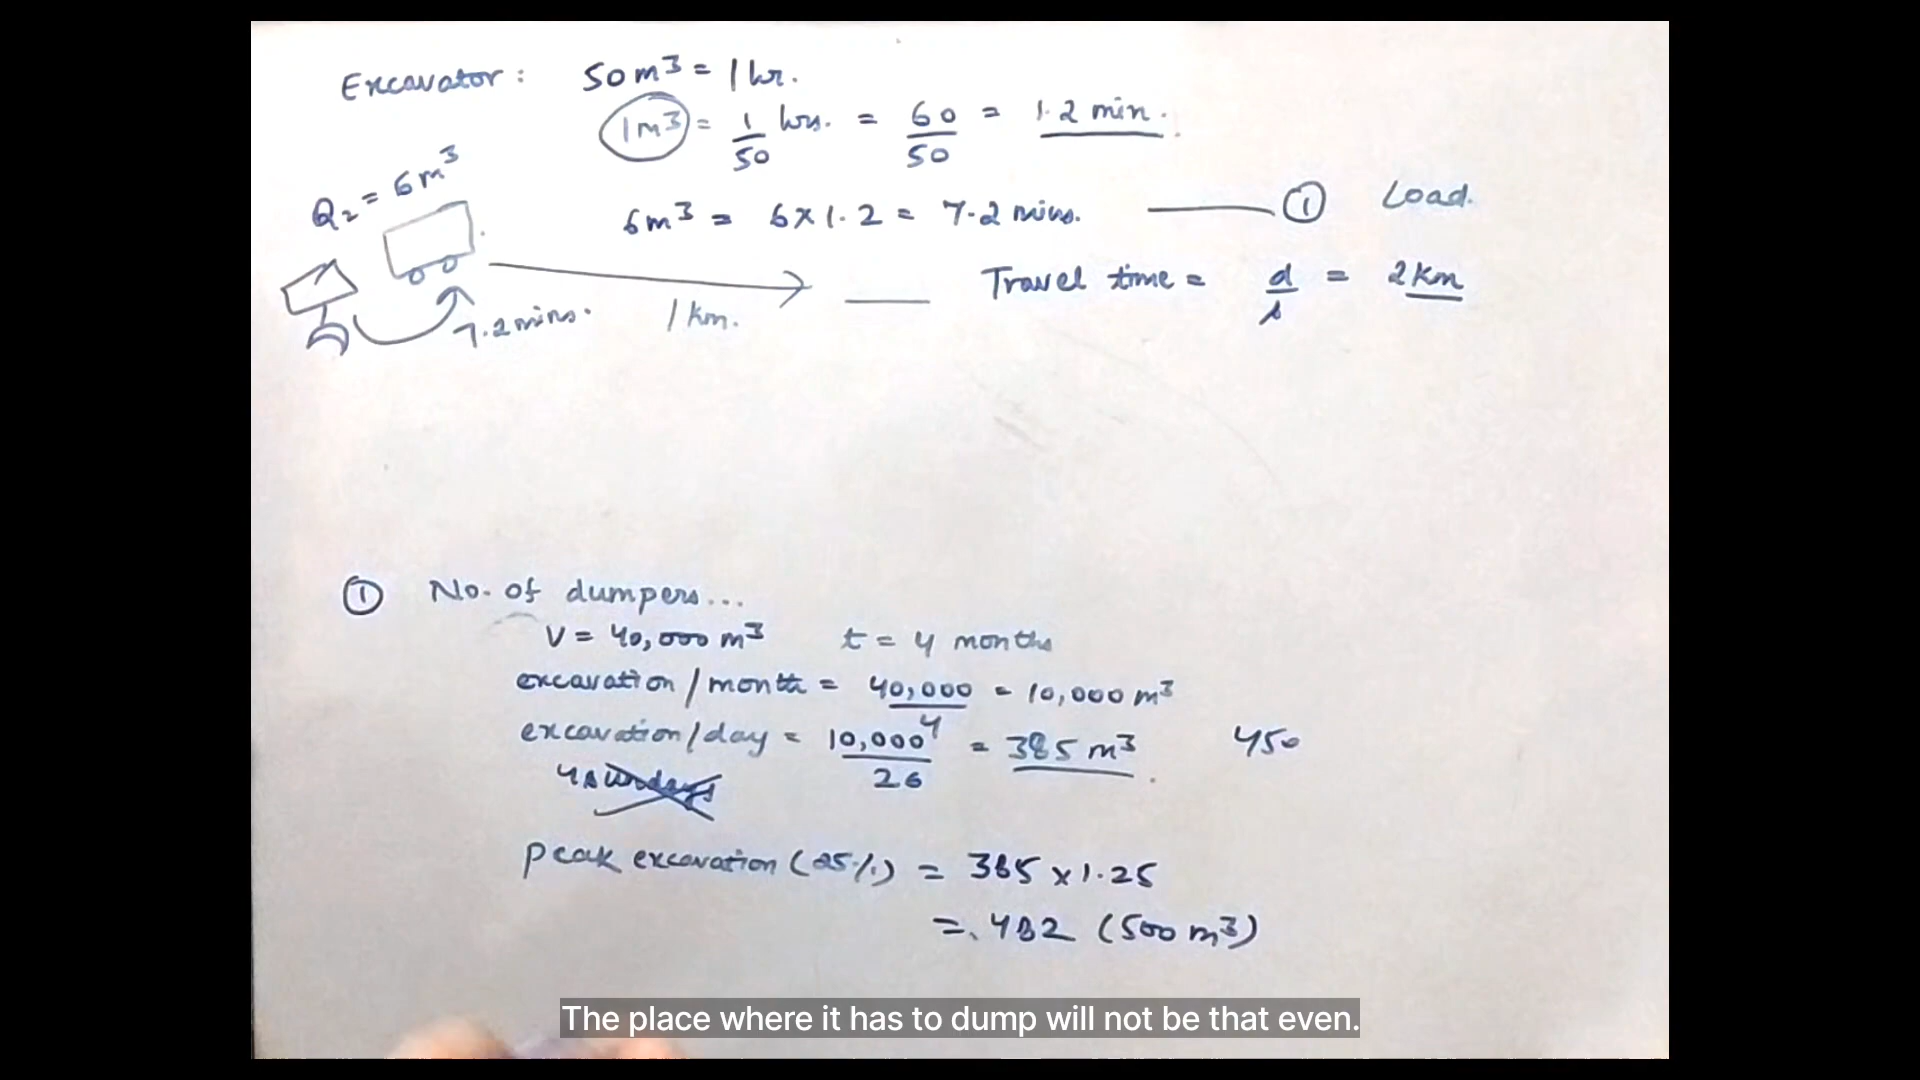 Excavator : 50 m³ = 1 hr.
1 m³ = 1/50 hrs. = 60/50 = 1.2 min.
Q₂ = 6 m³
6 m³ = 6 x 1.2 = 7.2 mins. ① Load.
7.2 mins. 1 km. Travel time = d/s = 2 km
① No. of dumpers...
V = 40,000 m³ t = 4 months
excavation / month = 40,000/4 = 10,000 m³
excavation / day = 10,000/26 = 385 m³ 450
4 Sundays
Peak excavation (25%) = 385 x 1.25
= 482 (500 m³)
The place where it has to dump will not be that even.